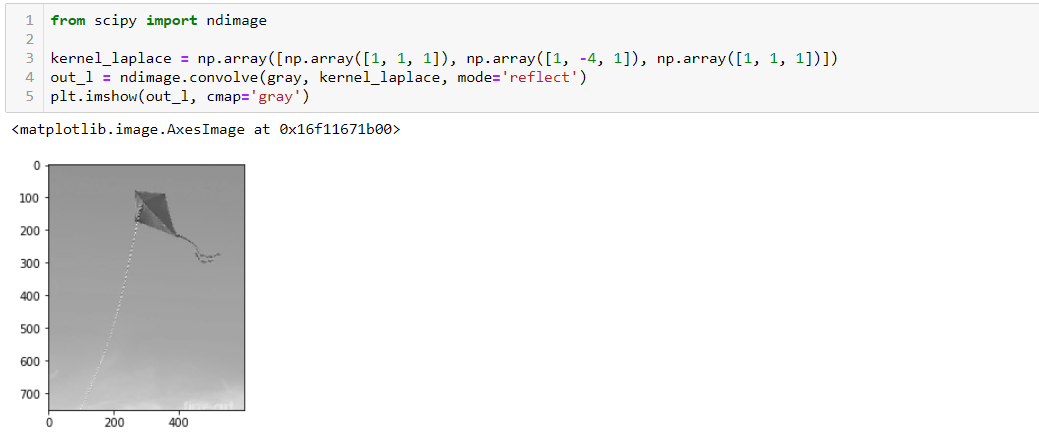 1 from scipy import ndimage
2
3 kernel_laplace = np.array([np.array([1, 1, 1]), np.array([1, -4, 1]), np.array([1, 1, 1])])
4 out_l = ndimage.convolve(gray, kernel_laplace, mode='reflect')
5 plt.imshow(out_l, cmap='gray')
<matplotlib.image.AxesImage at 0x16f11671b00>
0
100
200
300
400
500
600
700
0 200 400